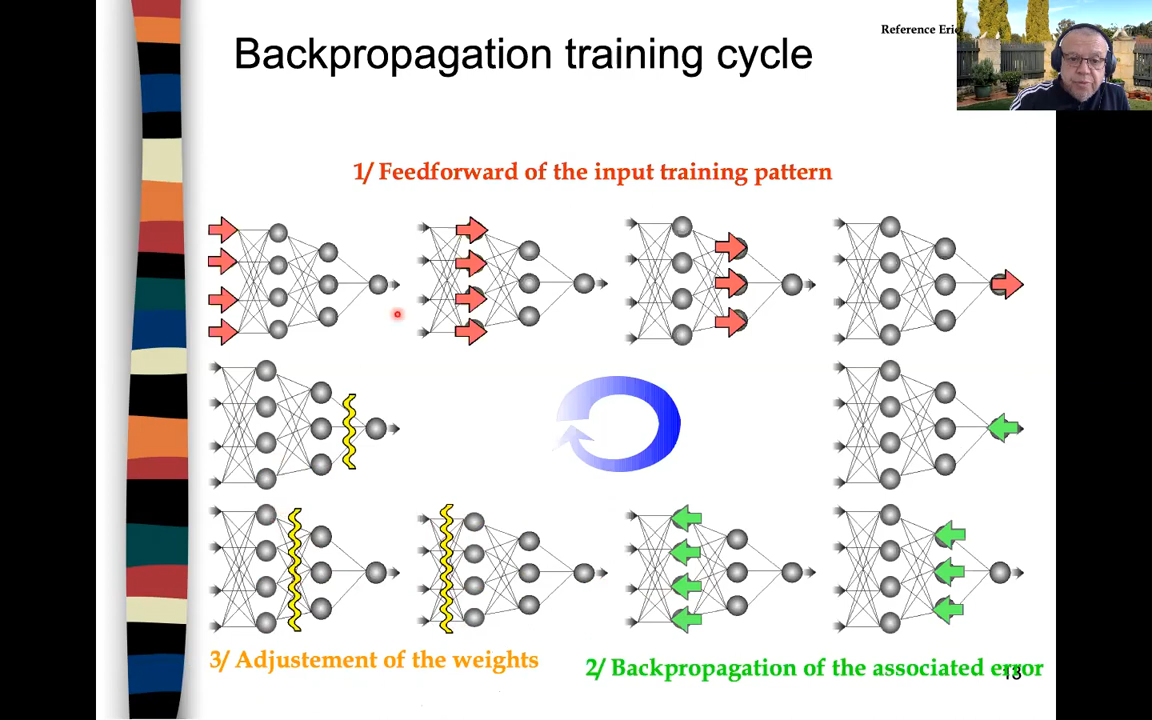 Backpropagation training cycle
Reference
1/ Feedforward of the input training pattern
3/ Adjustement of the weights
2/ Backpropagation of the associated error
13